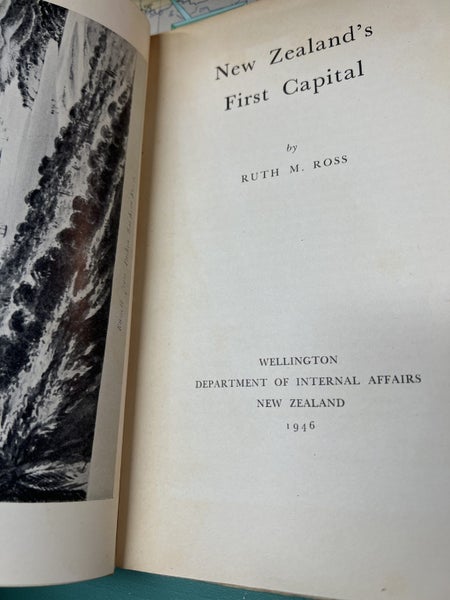 New Zealand's
First Capital
by
RUTH M. ROSS
WELLINGTON
DEPARTMENT OF INTERNAL AFFAIRS
NEW ZEALAND
1946